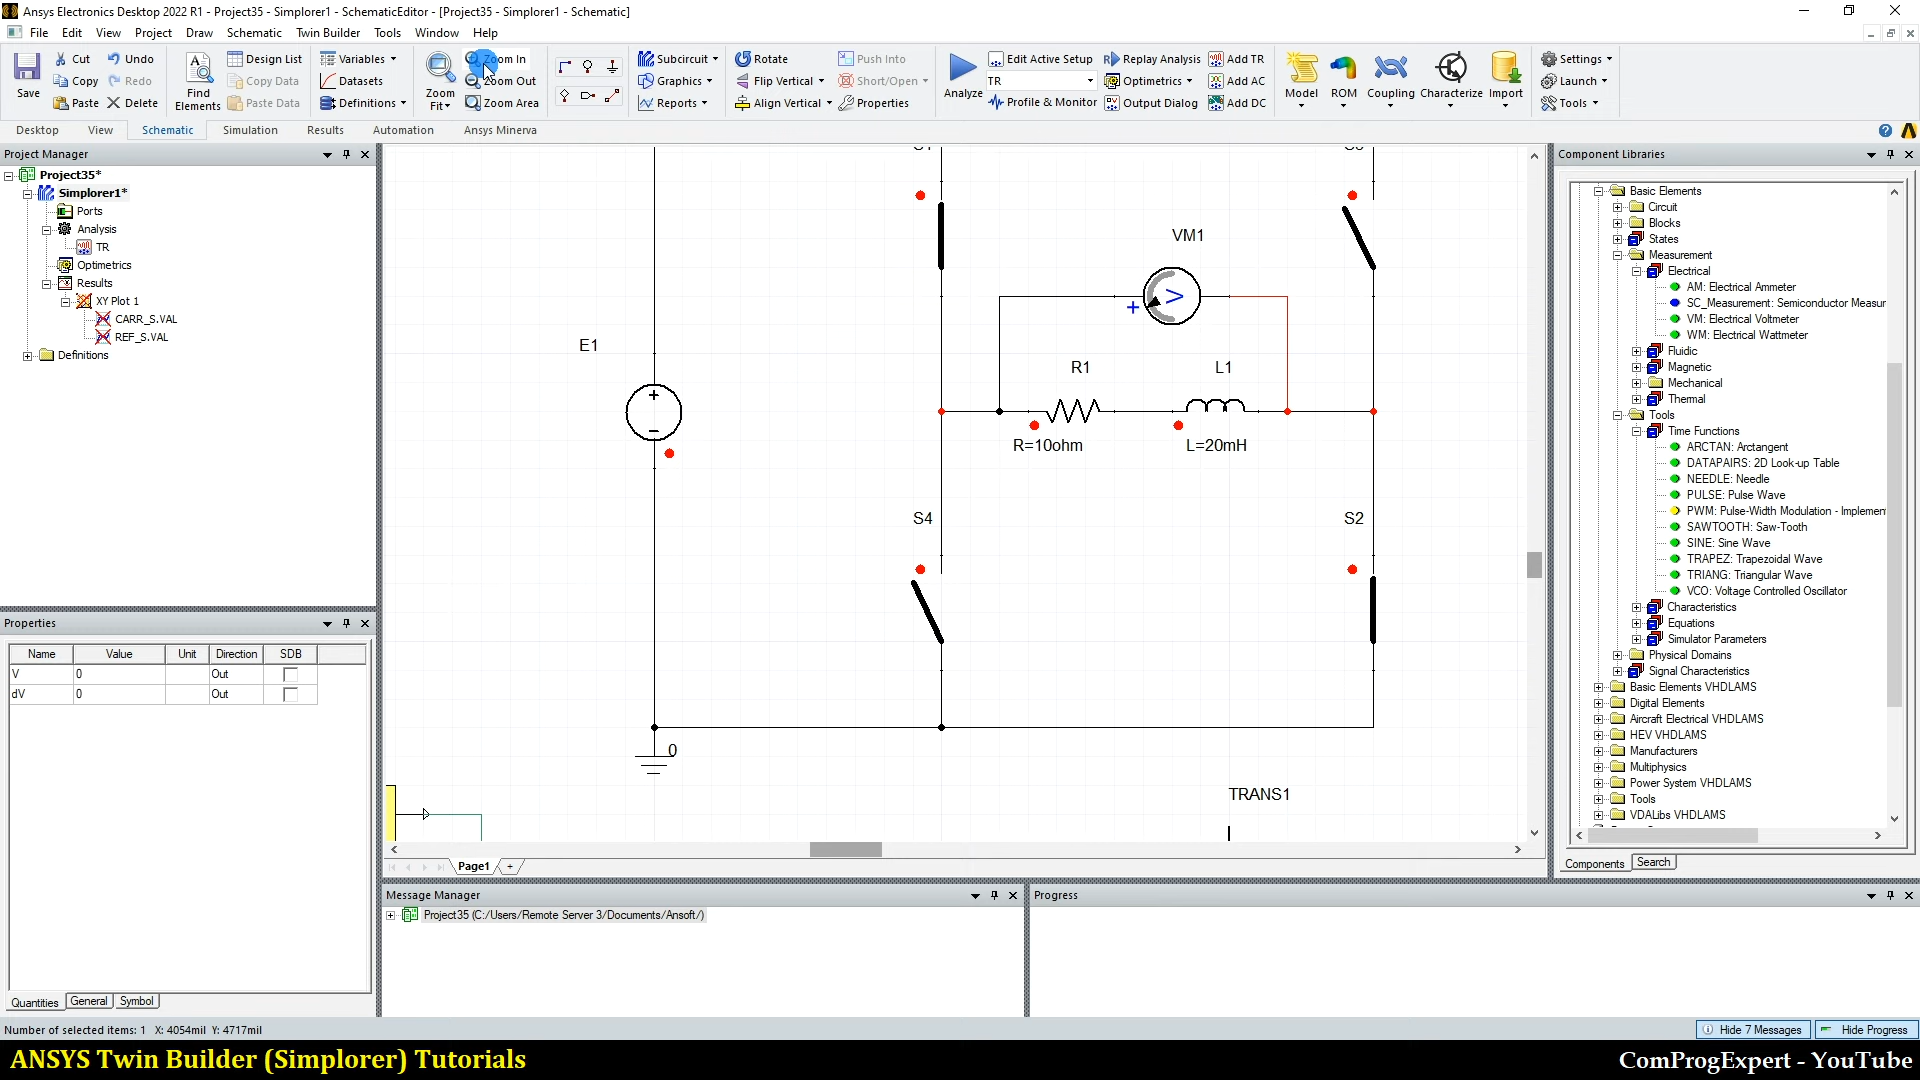 Ansys Electronics Desktop 2022 R1 - Project35 - Simplorer1 - SchematicEditor - [Project35 - Simplorer1 - Schematic]
File Edit View Project Draw Schematic Twin Builder Tools Window Help
Save
Cut
Copy
Paste
Undo
Redo
Delete
Find
Elements
Design List
Copy Data
Paste Data
Variables
Datasets
Definitions
Zoom
Fit
Zoom In
Zoom Out
Zoom Area
Subcircuit
Graphics
Reports
Rotate
Flip Vertical
Align Vertical
Push Into
Short/Open
Properties
Analyze
Edit Active Setup
TR
Profile & Monitor
Replay Analysis
Optimetrics
Output Dialog
Add TR
Add AC
Add DC
Model
ROM
Coupling
Characterize
Import
Settings
Launch
Tools
Desktop View Schematic Simulation Results Automation Ansys Minerva
Project Manager
Project35*
Simplorer1*
Ports
Analysis
TR
Optimetrics
Results
XY Plot 1
CARR_S.VAL
REF_S.VAL
Definitions
Properties
Name Value Unit Direction SDB
V 0 Out
dV 0 Out
Quantities General Symbol
VM1
+
V
E1
+
R1
L1
R=10ohm
L=20mH
S4
S2
0
TRANS1
Page1 +
Component Libraries
Basic Elements
Circuit
Blocks
States
Measurement
Electrical
AM: Electrical Ammeter
SC_Measurement: Semiconductor Measur
VM: Electrical Voltmeter
WM: Electrical Wattmeter
Fluidic
Magnetic
Mechanical
Thermal
Tools
Time Functions
ARCTAN: Arctangent
DATAPAIRS: 2D Look-up Table
NEEDLE: Needle
PULSE: Pulse Wave
PWM: Pulse-Width Modulation - Implemen
SAWTOOTH: Saw-Tooth
SINE: Sine Wave
TRAPEZ: Trapezoidal Wave
TRIANG: Triangular Wave
VCO: Voltage Controlled Oscillator
Characteristics
Equations
Simulator Parameters
Physical Domains
Signal Characteristics
Basic Elements VHDLAMS
Digital Elements
Aircraft Electrical VHDLAMS
HEV VHDLAMS
Manufacturers
Multiphysics
Power System VHDLAMS
Tools
VDALibs VHDLAMS
Components Search
Message Manager
Project35 (C:/Users/Remote Server 3/Documents/Ansoft/)
Progress
Number of selected items: 1 X: 4054mil Y: 4717mil
Hide 7 Messages Hide Progress
ANSYS Twin Builder (Simplorer) Tutorials
ComProgExpert - YouTube